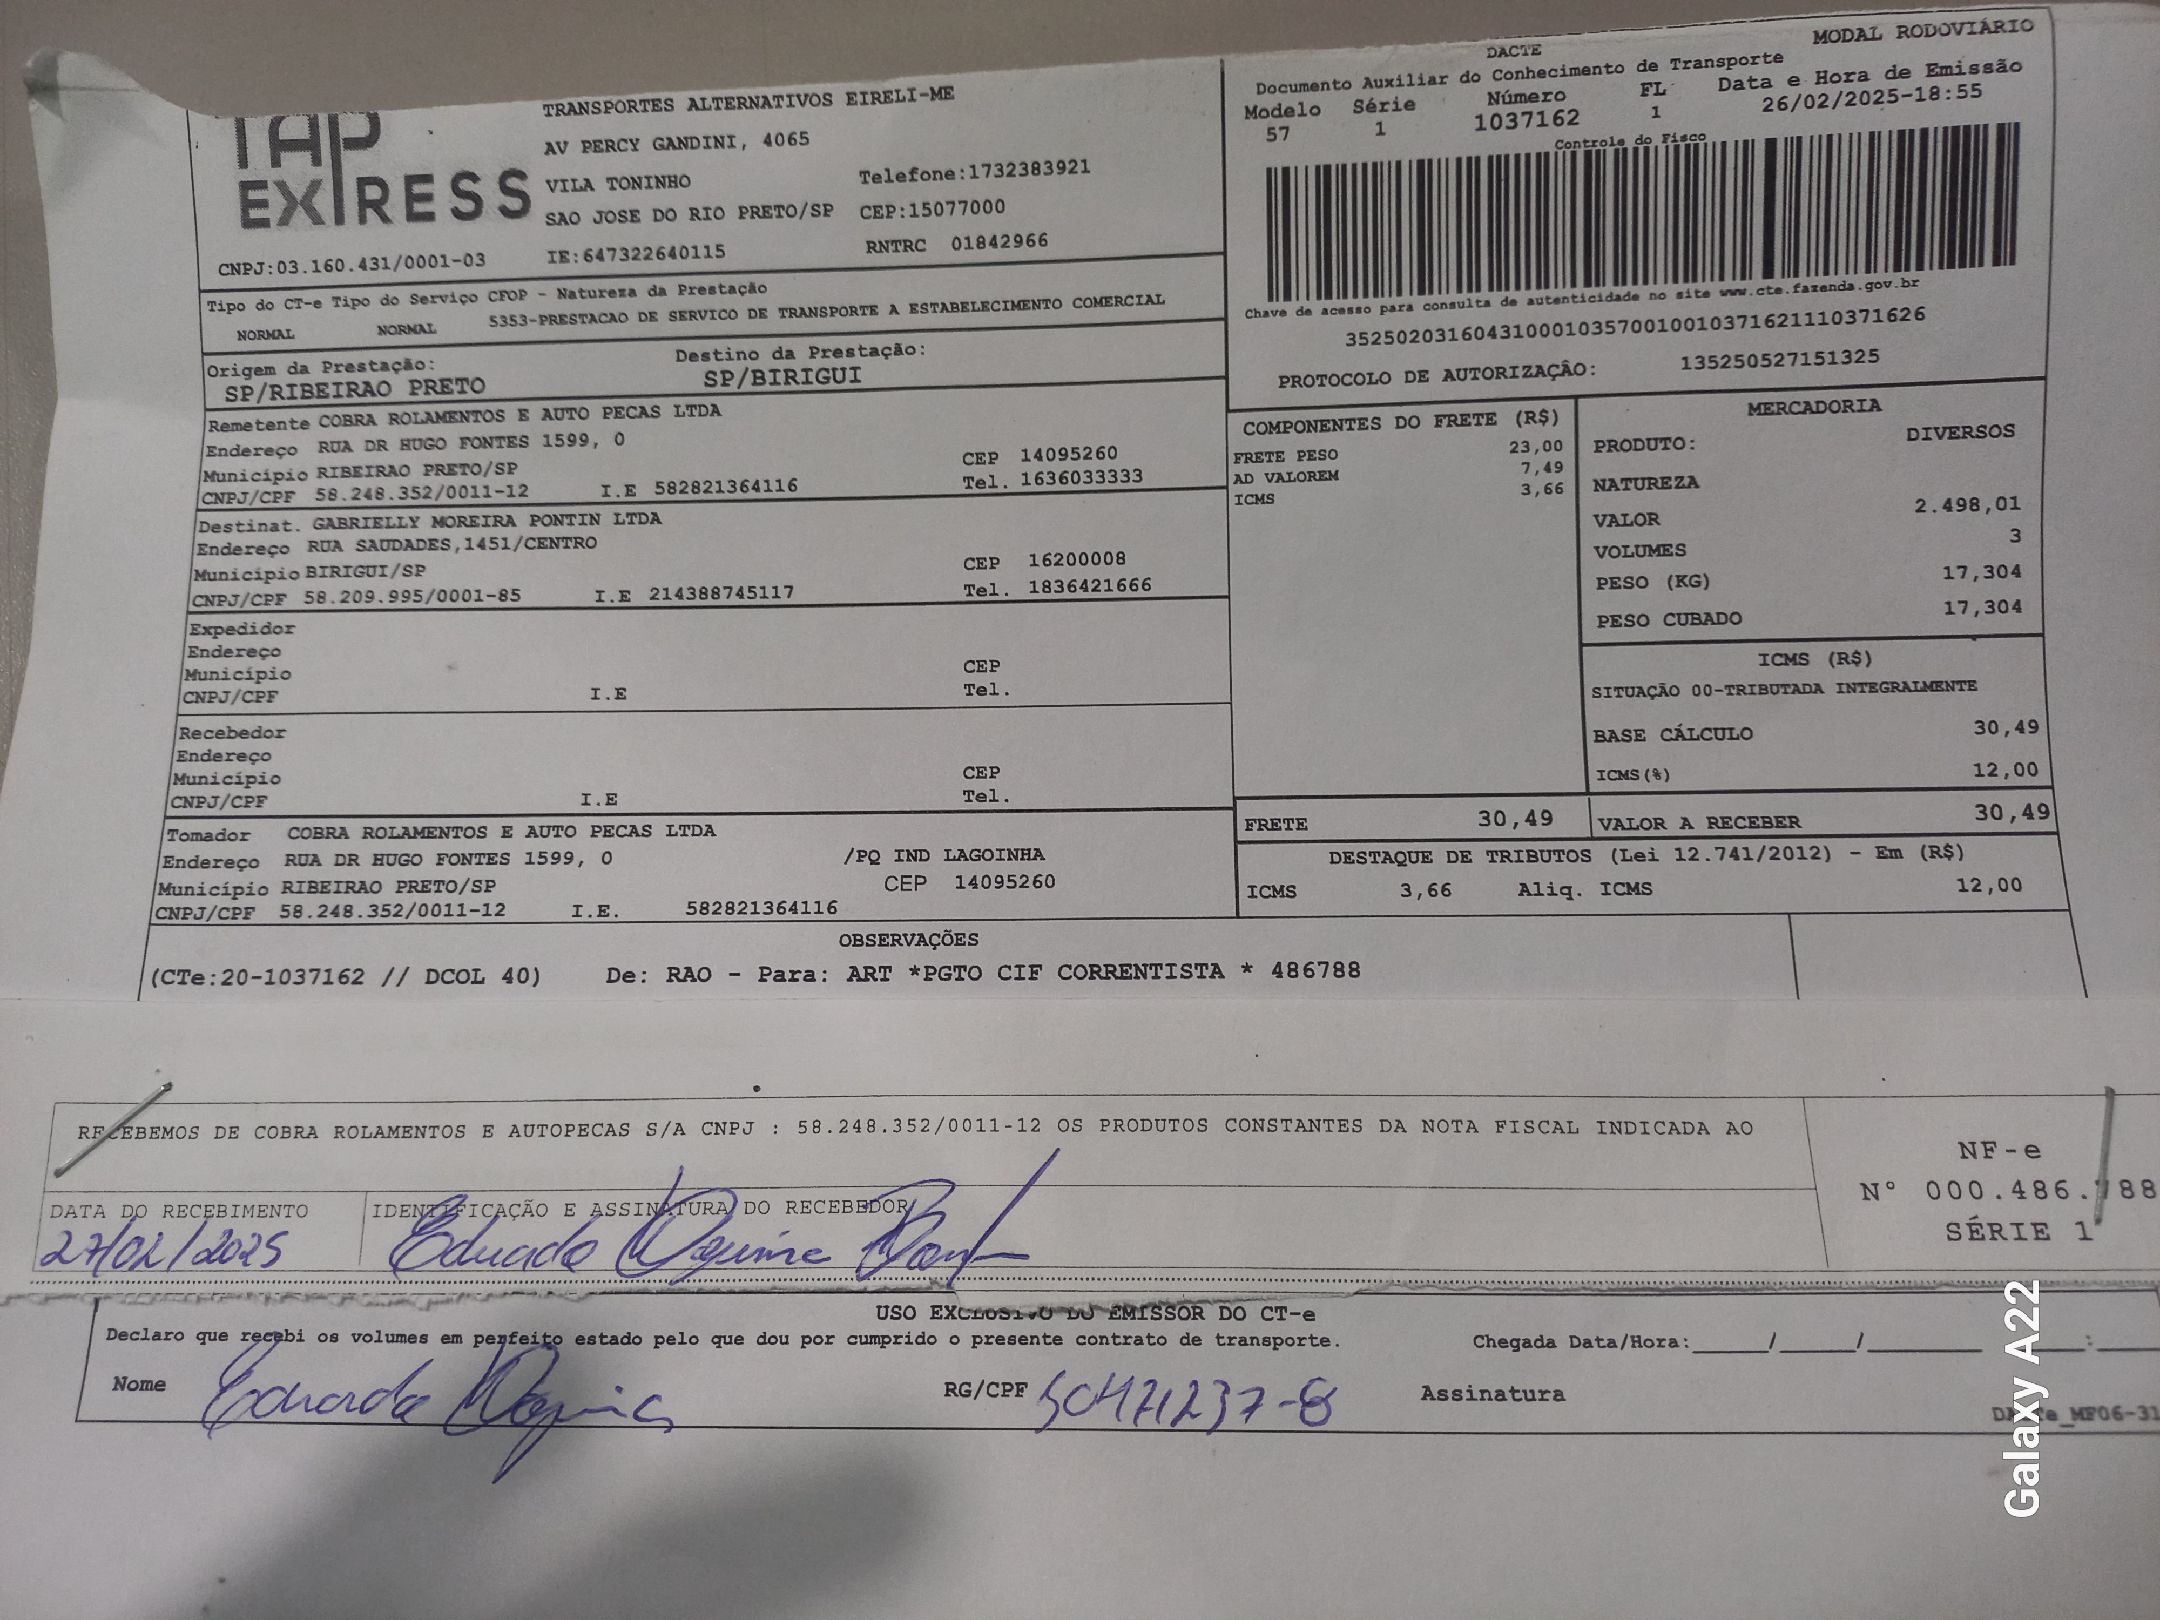 DACTE
MODAL RODOVIÁRIO
Documento Auxiliar do Conhecimento de Transporte
Modelo Série Número FL Data e Hora de Emissão
57 1 1037162 1 26/02/2025-18:55
Controle do Fisco
TAP
EXPRESS
TRANSPORTES ALTERNATIVOS EIRELI-ME
AV PERCY GANDINI, 4065
VILA TONINHO Telefone:1732383921
SAO JOSE DO RIO PRETO/SP CEP:15077000
CNPJ:03.160.431/0001-03 IE:647322640115 RNTRC 01842966
Tipo do CT-e Tipo do Serviço CFOP - Natureza da Prestação
NORMAL NORMAL 5353-PRESTACAO DE SERVICO DE TRANSPORTE A ESTABELECIMENTO COMERCIAL
Chave de acesso para consulta de autenticidade no site www.cte.fazenda.gov.br
35250203160431000103570010010371621110371626
PROTOCOLO DE AUTORIZAÇÂO: 135250527151325
Origem da Prestação: Destino da Prestação:
SP/RIBEIRAO PRETO SP/BIRIGUI
Remetente COBRA ROLAMENTOS E AUTO PECAS LTDA
Endereço RUA DR HUGO FONTES 1599, 0
Município RIBEIRAO PRETO/SP CEP 14095260
CNPJ/CPF 58.248.352/0011-12 I.E 582821364116 Tel. 1636033333
Destinat. GABRIELLY MOREIRA PONTIN LTDA
Endereço RUA SAUDADES,1451/CENTRO
Município BIRIGUI/SP CEP 16200008
CNPJ/CPF 58.209.995/0001-85 I.E 214388745117 Tel. 1836421666
Expedidor
Endereço
Município CEP
CNPJ/CPF I.E Tel.
Recebedor
Endereço
Município CEP
CNPJ/CPF I.E Tel.
Tomador COBRA ROLAMENTOS E AUTO PECAS LTDA
Endereço RUA DR HUGO FONTES 1599, 0 /PQ IND LAGOINHA
Município RIBEIRAO PRETO/SP CEP 14095260
CNPJ/CPF 58.248.352/0011-12 I.E. 582821364116
COMPONENTES DO FRETE (R$)
FRETE PESO 23,00
AD VALOREM 7,49
ICMS 3,66
MERCADORIA
PRODUTO: DIVERSOS
NATUREZA
VALOR 2.498,01
VOLUMES 3
PESO (KG) 17,304
PESO CUBADO 17,304
ICMS (R$)
SITUAÇÃO 00-TRIBUTADA INTEGRALMENTE
BASE CÁLCULO 30,49
ICMS(%) 12,00
FRETE 30,49 VALOR A RECEBER 30,49
DESTAQUE DE TRIBUTOS (Lei 12.741/2012) - Em (R$)
ICMS 3,66 Aliq. ICMS 12,00
OBSERVAÇÕES
(CTe:20-1037162 // DCOL 40) De: RAO - Para: ART *PGTO CIF CORRENTISTA * 486788
RECEBEMOS DE COBRA ROLAMENTOS E AUTOPECAS S/A CNPJ : 58.248.352/0011-12 OS PRODUTOS CONSTANTES DA NOTA FISCAL INDICADA AO
NF-e
Nº 000.486.788
SÉRIE 1
DATA DO RECEBIMENTO IDENTIFICAÇÃO E ASSINATURA DO RECEBEDOR
27/02/2025 Eduardo
USO EXCLUSIVO DO EMISSOR DO CT-e
Declaro que recebi os volumes em perfeito estado pelo que dou por cumprido o presente contrato de transporte. Chegada Data/Hora:_____/_____/________ ____:____
Nome Eduardo RG/CPF Assinatura
Galaxy A22